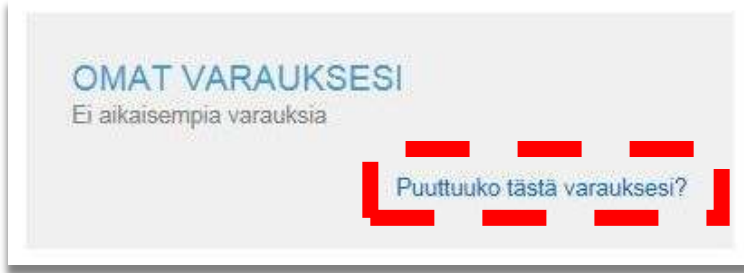 OMAT VARAUKSESI
Ei aikaisempia varauksia
Puuttuuko tästä varauksesi?